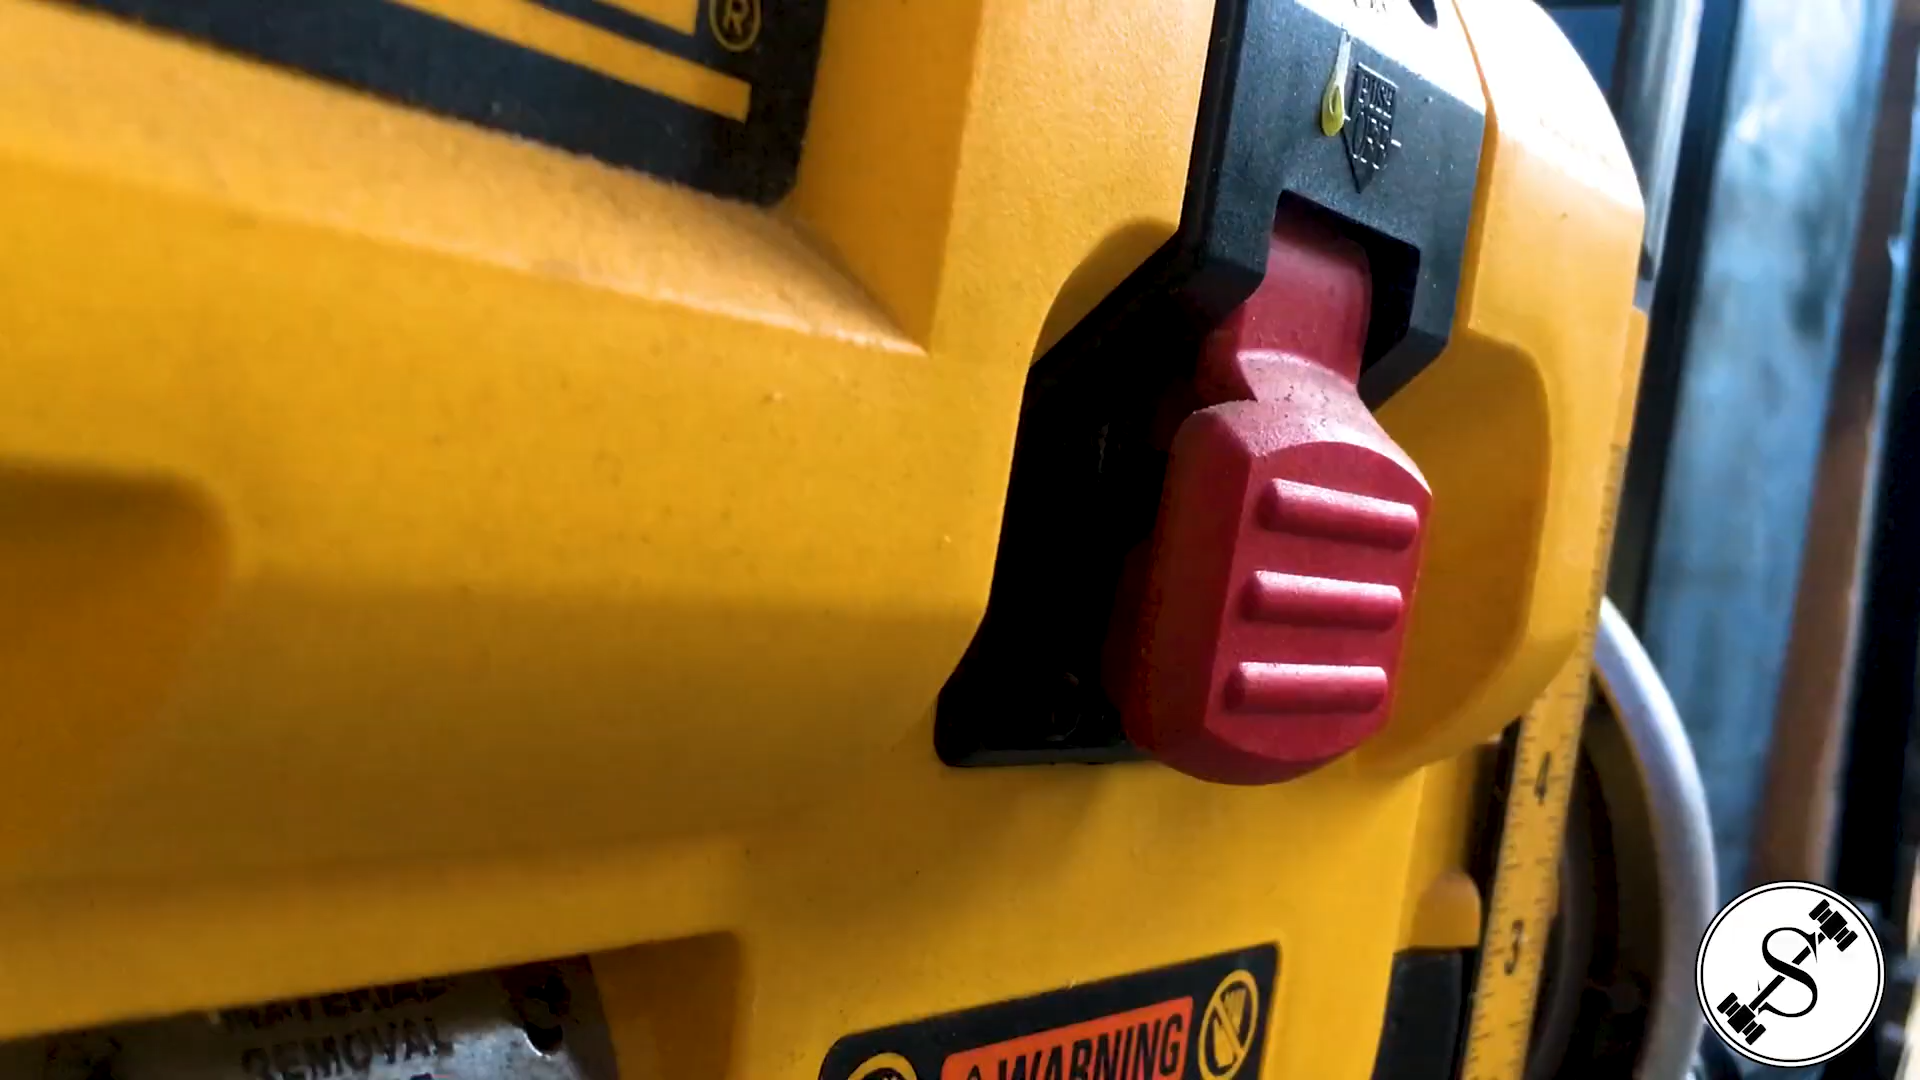 ®
PUSH
OFF
4
3
MATERIAL
REMOVAL
⚠ WARNING
S